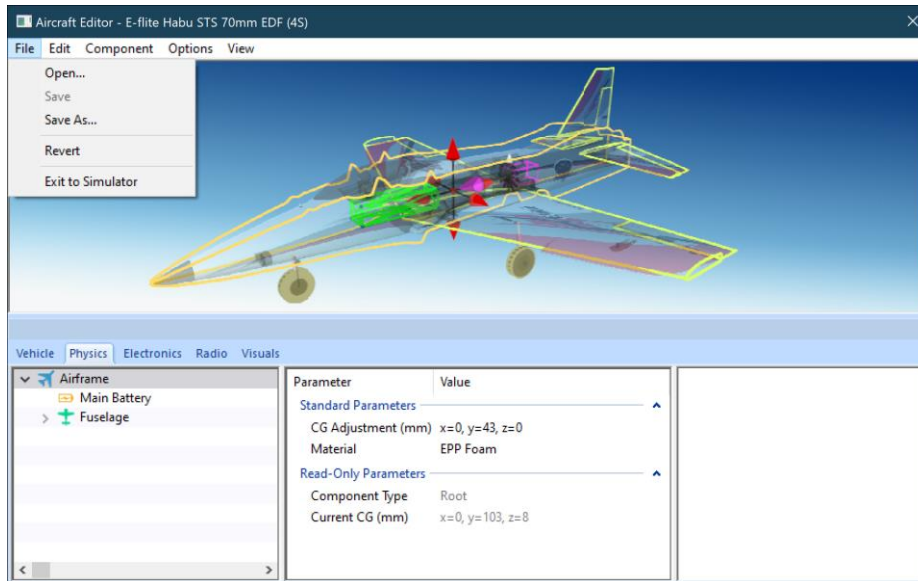 Aircraft Editor - E-flite Habu STS 70mm EDF (4S)
File Edit Component Options View
Open...
Save
Save As...
Revert
Exit to Simulator
Vehicle Physics Electronics Radio Visuals
Airframe
Main Battery
Fuselage
Parameter Value
Standard Parameters
CG Adjustment (mm) x=0, y=43, z=0
Material EPP Foam
Read-Only Parameters
Component Type Root
Current CG (mm) x=0, y=103, z=8